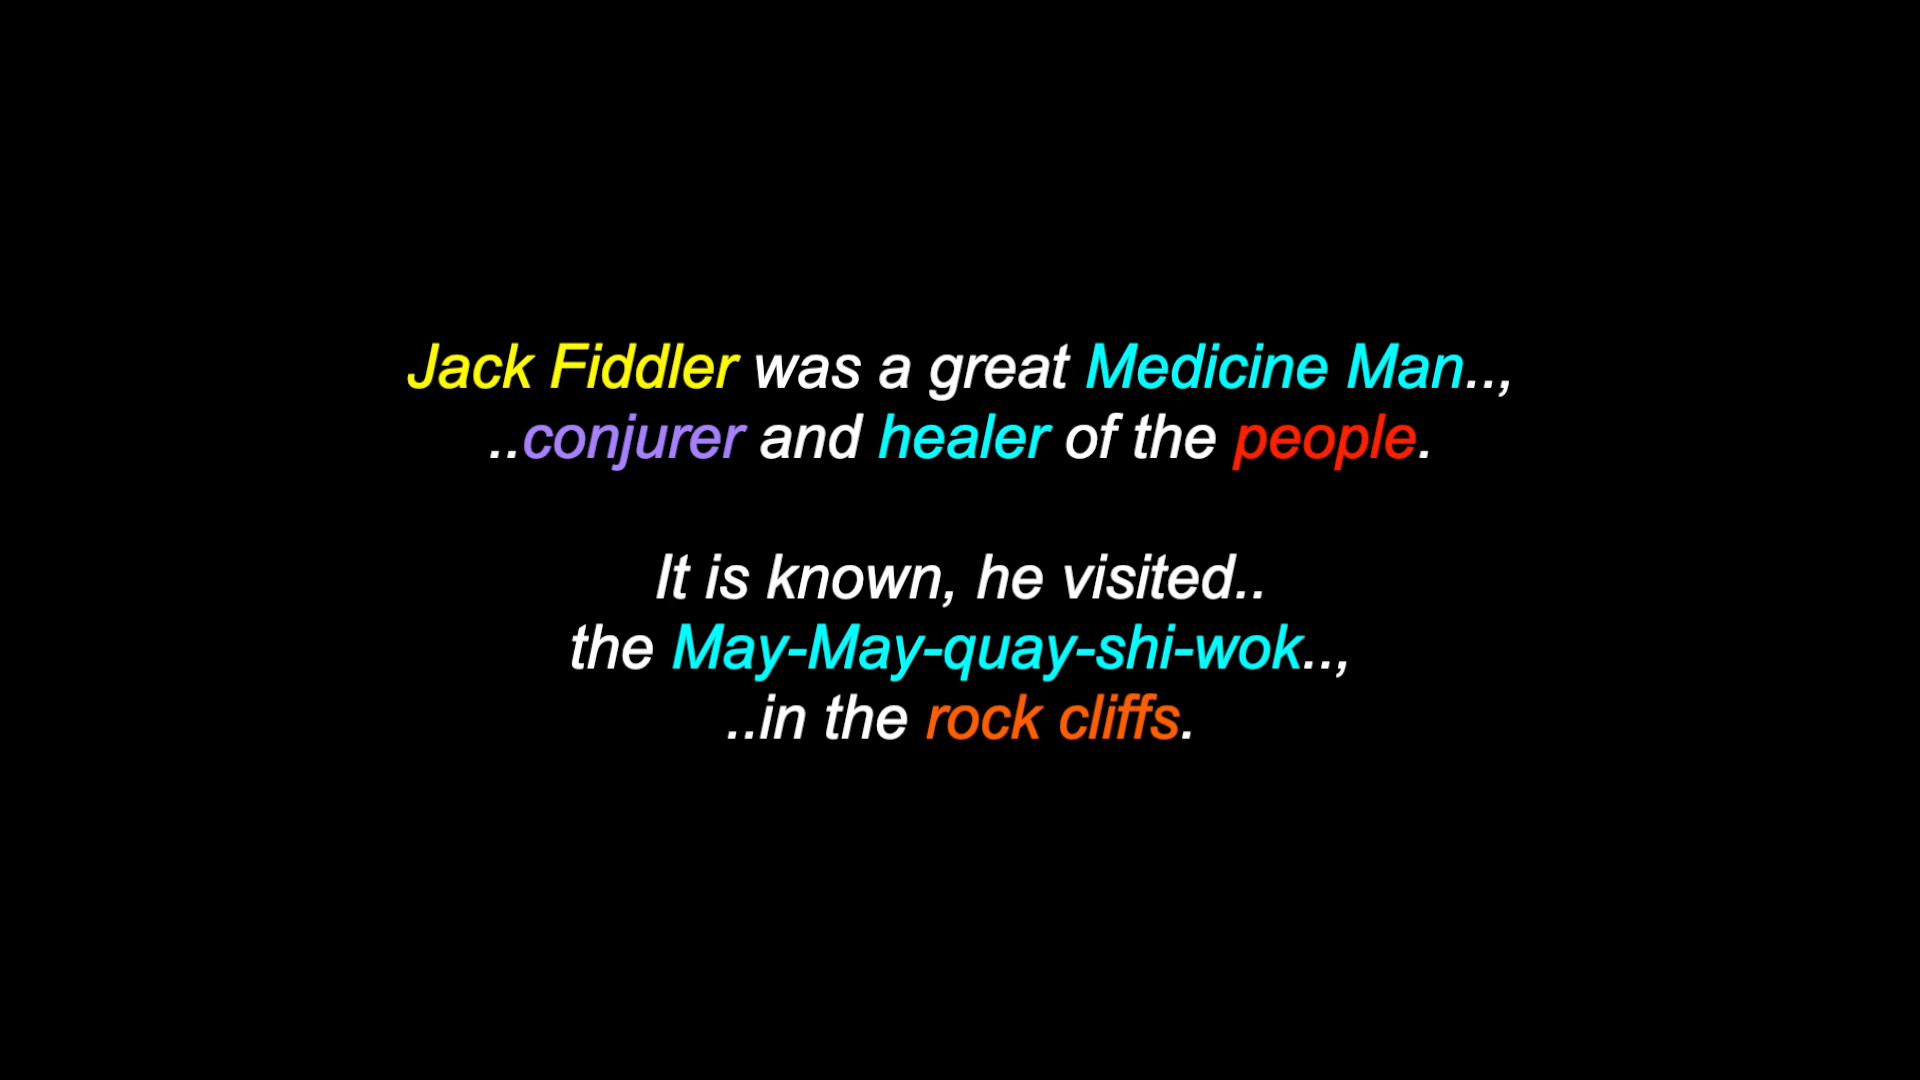 Jack Fiddler was a great Medicine Man..,
..conjurer and healer of the people.
It is known, he visited..
the May-May-quay-shi-wok..,
..in the rock cliffs.